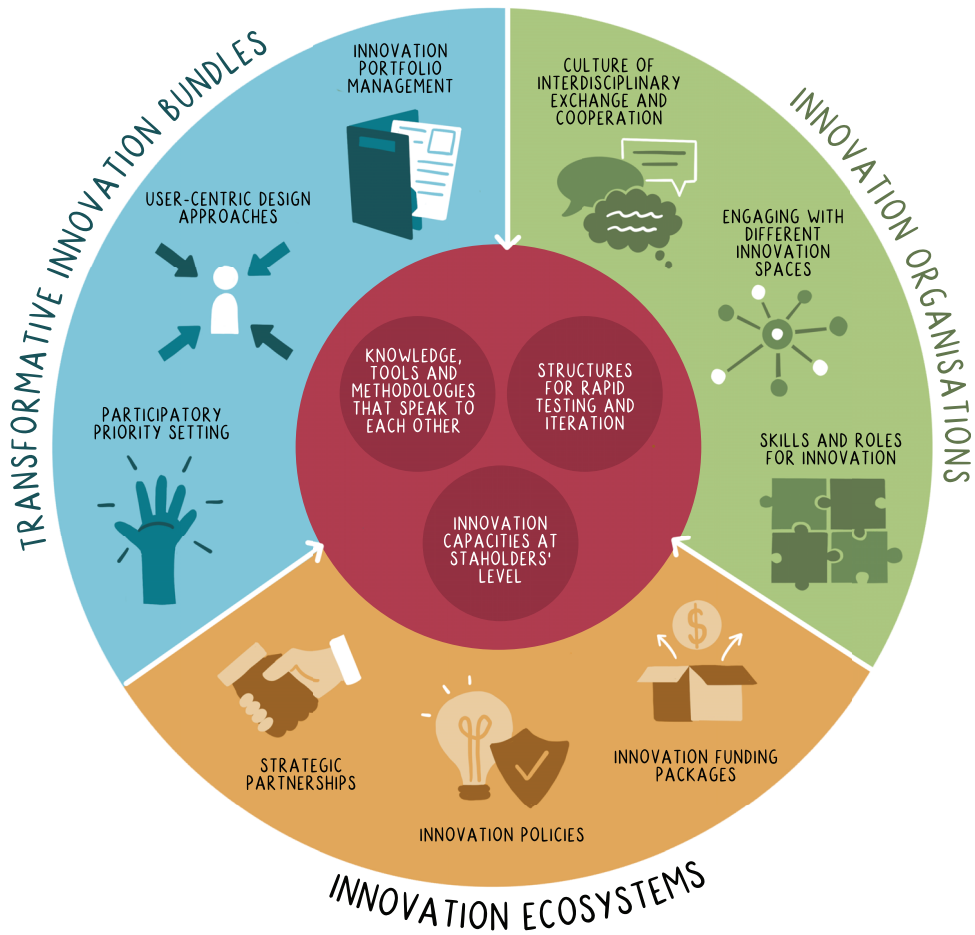 TRANSFORMATIVE INNOVATION BUNDLES
INNOVATION
PORTFOLIO
MANAGEMENT
USER-CENTRIC DESIGN
APPROACHES
PARTICIPATORY
PRIORITY SETTING
INNOVATION ORGANISATIONS
CULTURE OF
INTERDISCIPLINARY
EXCHANGE AND
COOPERATION
ENGAGING WITH
DIFFERENT
INNOVATION
SPACES
SKILLS AND ROLES
FOR INNOVATION
KNOWLEDGE,
TOOLS AND
METHODOLOGIES
THAT SPEAK TO
EACH OTHER
STRUCTURES
FOR RAPID
TESTING AND
ITERATION
INNOVATION
CAPACITIES AT
STAHOLDERS'
LEVEL
$
STRATEGIC
PARTNERSHIPS
INNOVATION POLICIES
INNOVATION FUNDING
PACKAGES
INNOVATION ECOSYSTEMS